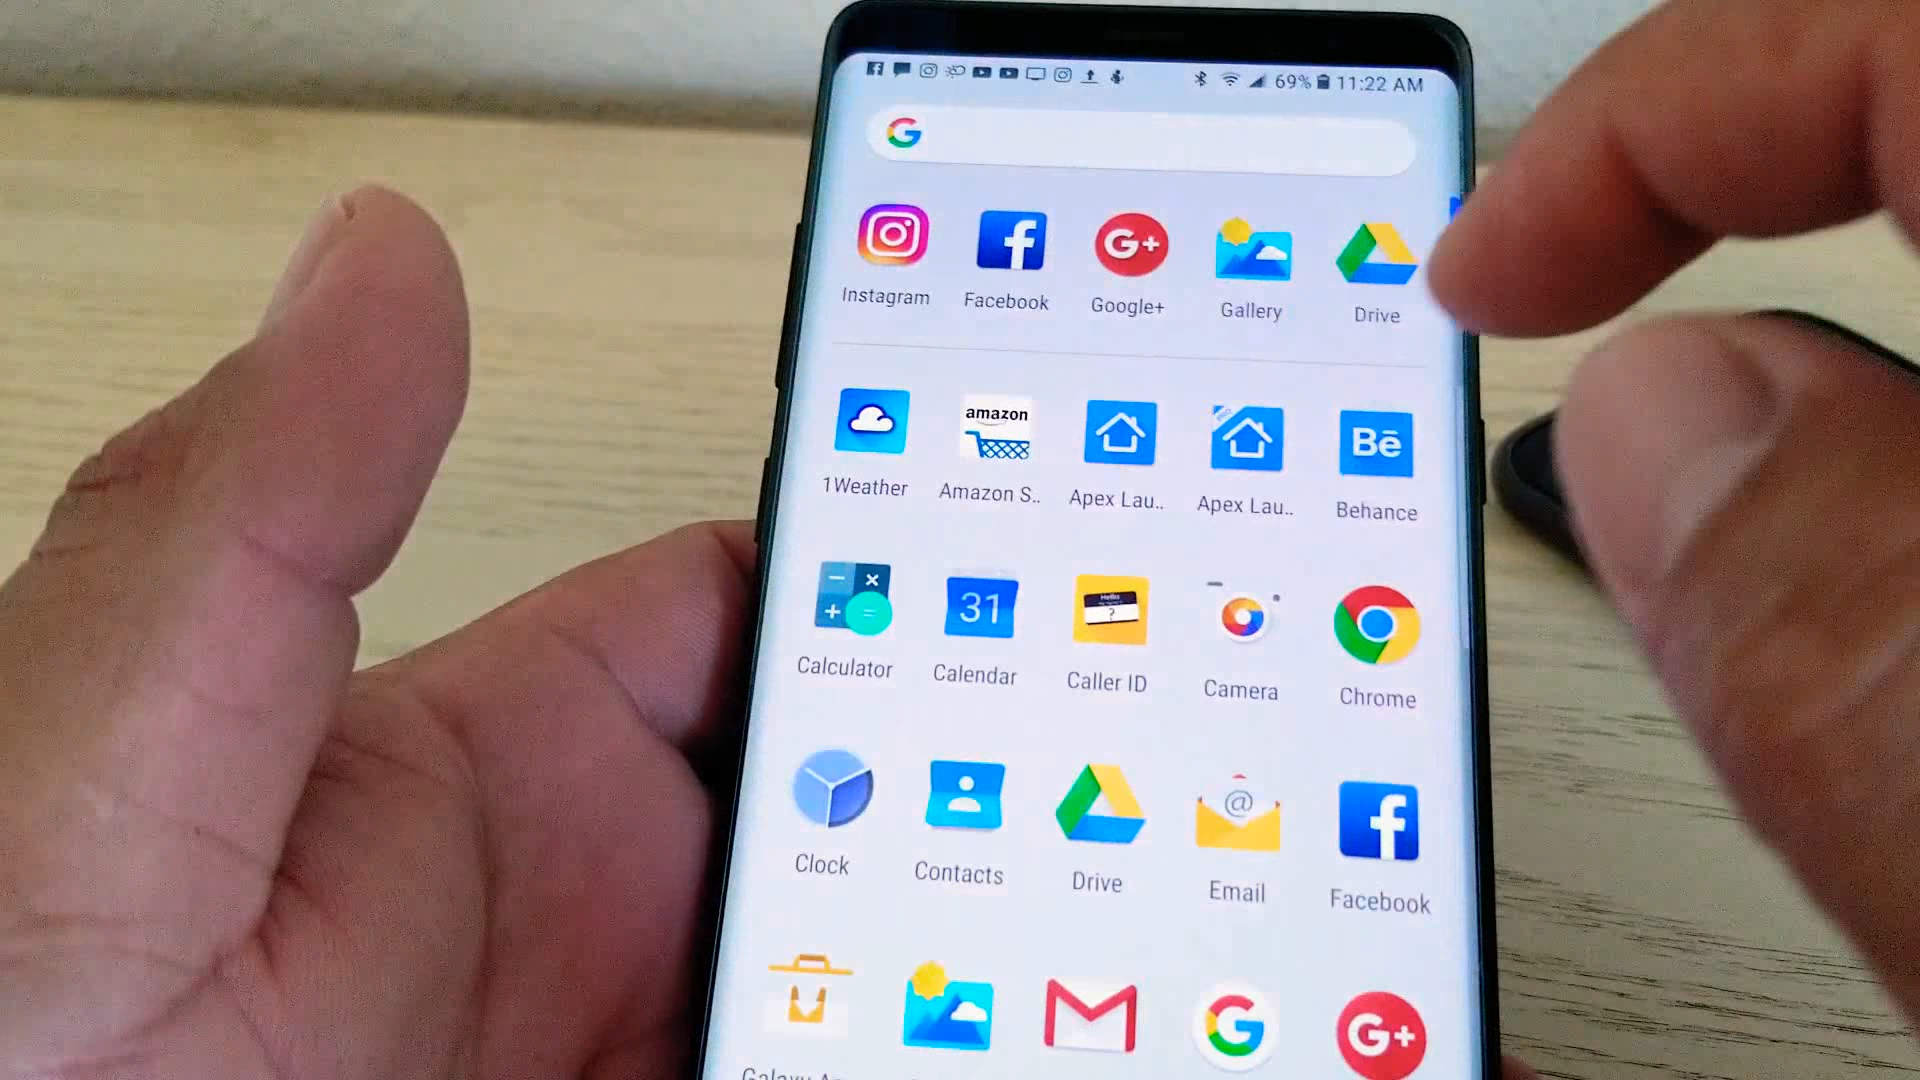 69% 11:22 AM
G
Instagram Facebook Google+ Gallery Drive
G+
amazon
Bē
1Weather Amazon S.. Apex Lau.. Apex Lau.. Behance
31
Hello
?
Calculator Calendar Caller ID Camera Chrome
@
Clock Contacts Drive Email Facebook
G G+